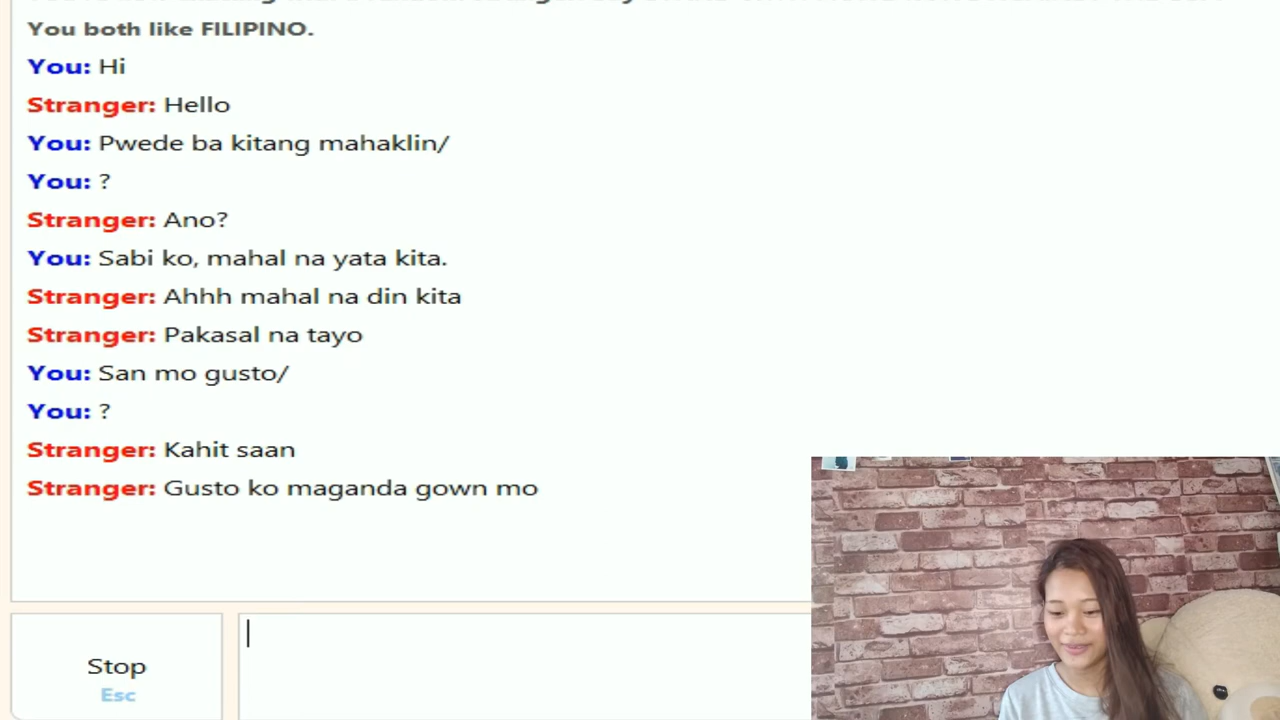 You both like FILIPINO.
You: Hi
Stranger: Hello
You: Pwede ba kitang mahaklin/
You: ?
Stranger: Ano?
You: Sabi ko, mahal na yata kita.
Stranger: Ahhh mahal na din kita
Stranger: Pakasal na tayo
You: San mo gusto/
You: ?
Stranger: Kahit saan
Stranger: Gusto ko maganda gown mo
Stop
Esc